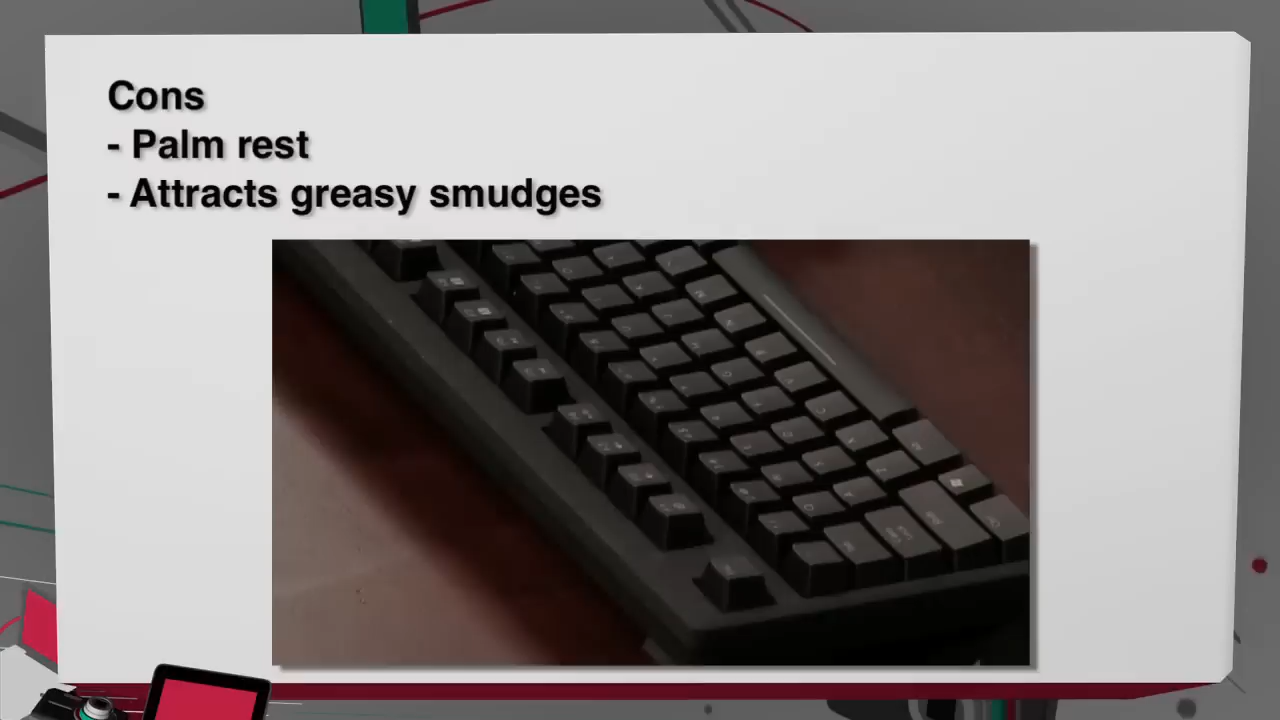 Cons
- Palm rest
- Attracts greasy smudges